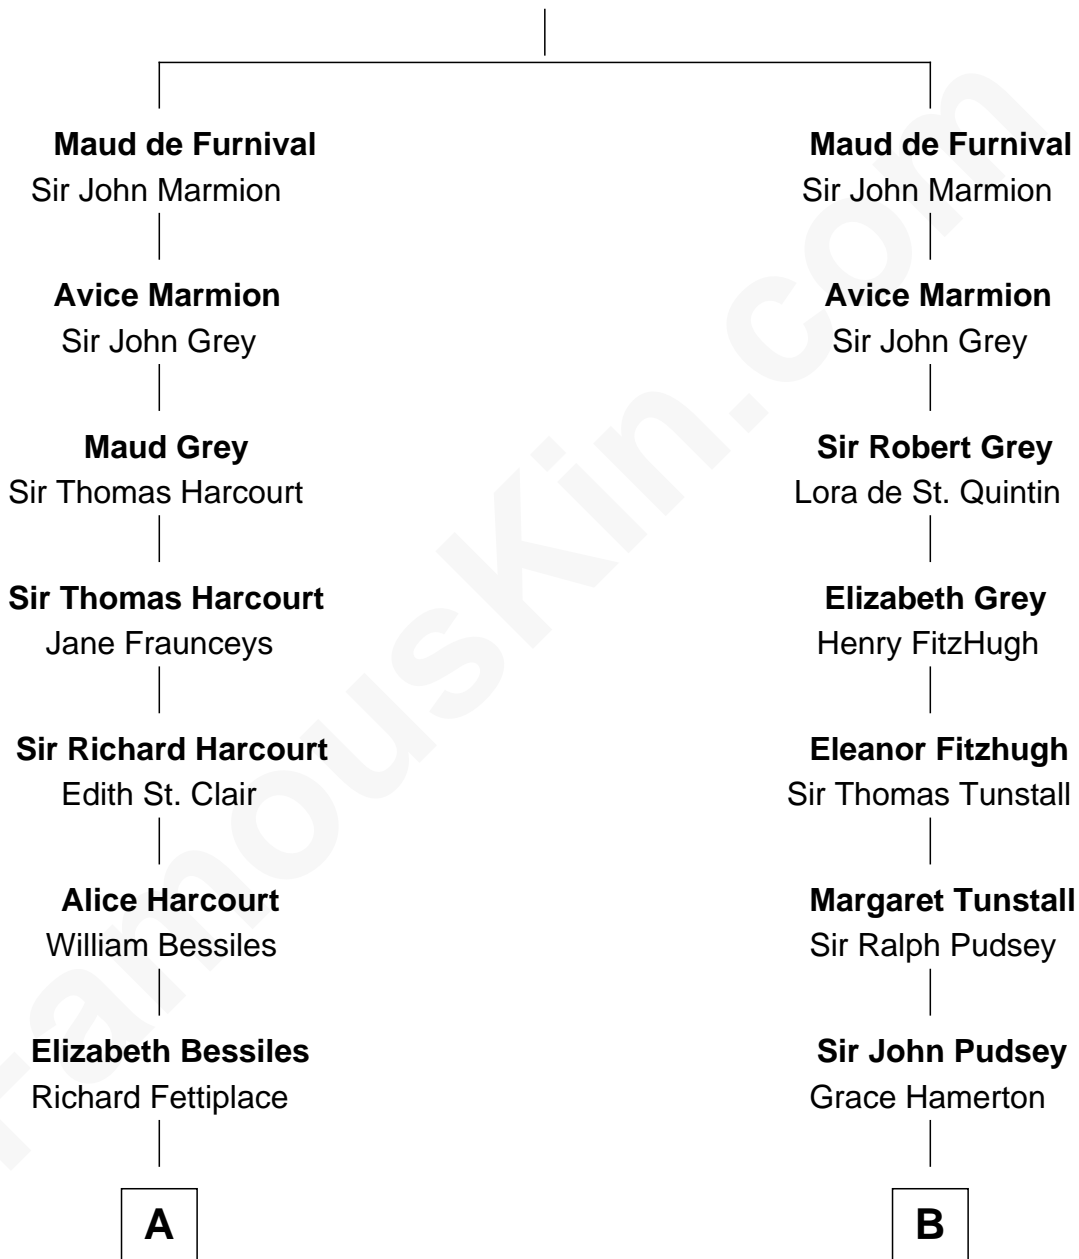 Maud de Furnival
Sir John Marmion
Avice Marmion
Sir John Grey
Maud Grey
Sir Thomas Harcourt
Sir Thomas Harcourt
Jane Fraunceys
Sir Richard Harcourt
Edith St. Clair
Alice Harcourt
William Bessiles
Elizabeth Bessiles
Richard Fettiplace
A
Maud de Furnival
Sir John Marmion
Avice Marmion
Sir John Grey
Sir Robert Grey
Lora de St. Quintin
Elizabeth Grey
Henry FitzHugh
Eleanor Fitzhugh
Sir Thomas Tunstall
Margaret Tunstall
Sir Ralph Pudsey
Sir John Pudsey
Grace Hamerton
B
FamousKin.com